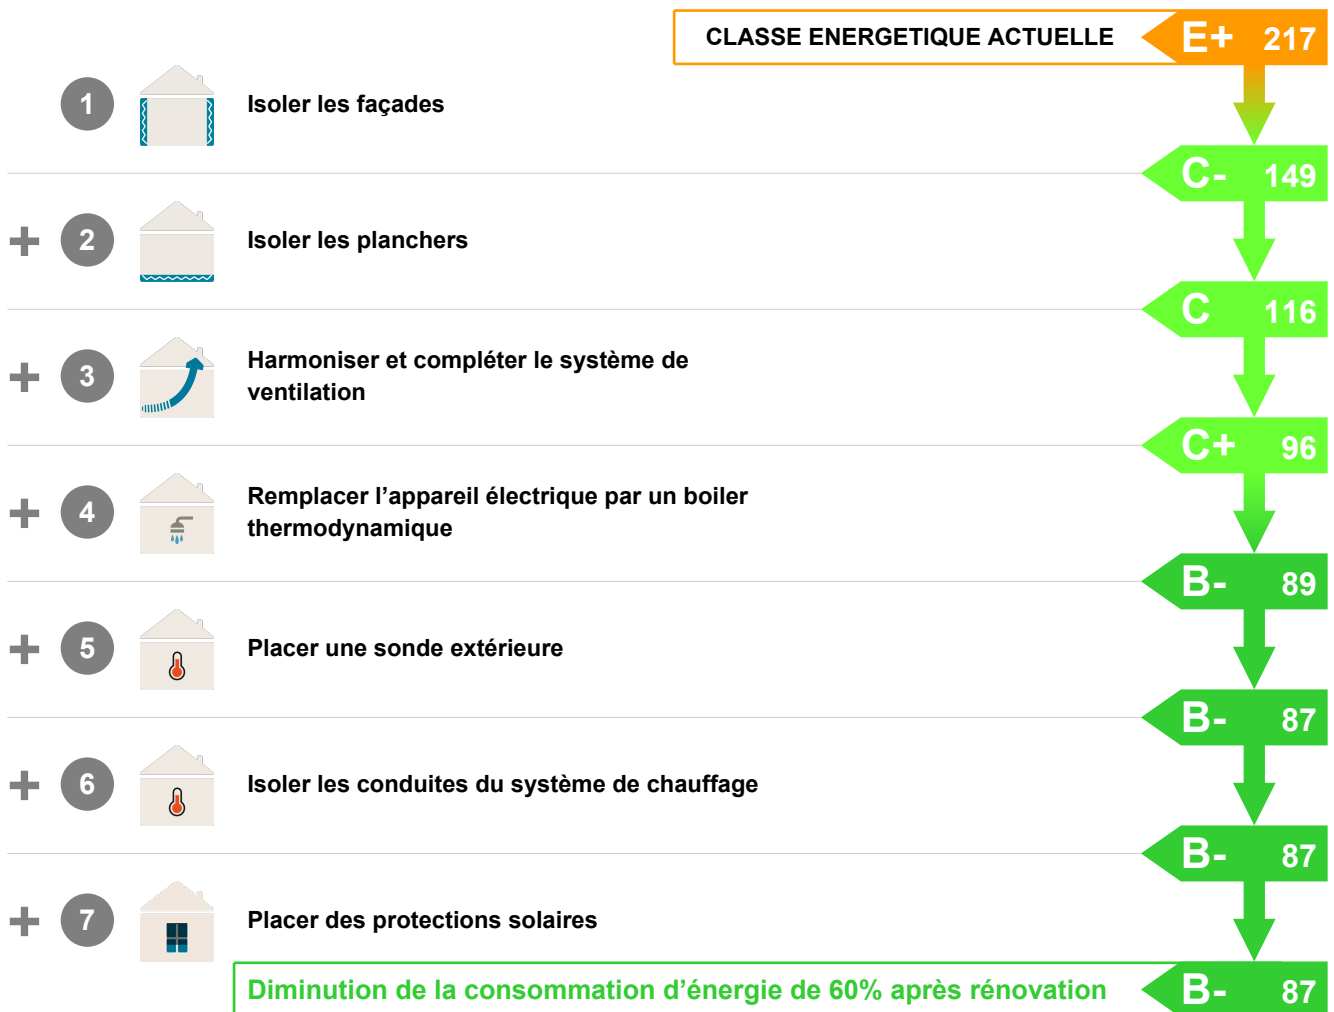 CLASSE ENERGETIQUE ACTUELLE E+ 217
1 Isoler les façades
C- 149
+ 2 Isoler les planchers
C 116
+ 3 Harmoniser et compléter le système de
ventilation
C+ 96
+ 4 Remplacer l’appareil électrique par un boiler
thermodynamique
B- 89
+ 5 Placer une sonde extérieure
B- 87
+ 6 Isoler les conduites du système de chauffage
B- 87
+ 7 Placer des protections solaires
Diminution de la consommation d’énergie de 60% après rénovation B- 87